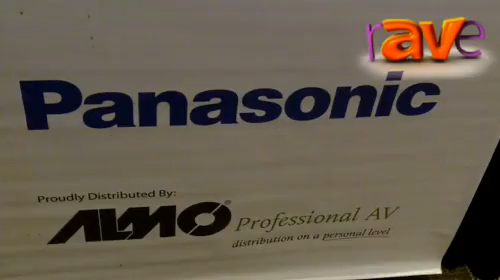 rAVe
Panasonic
Proudly Distributed By:
ALMO Professional AV
distribution on a personal level